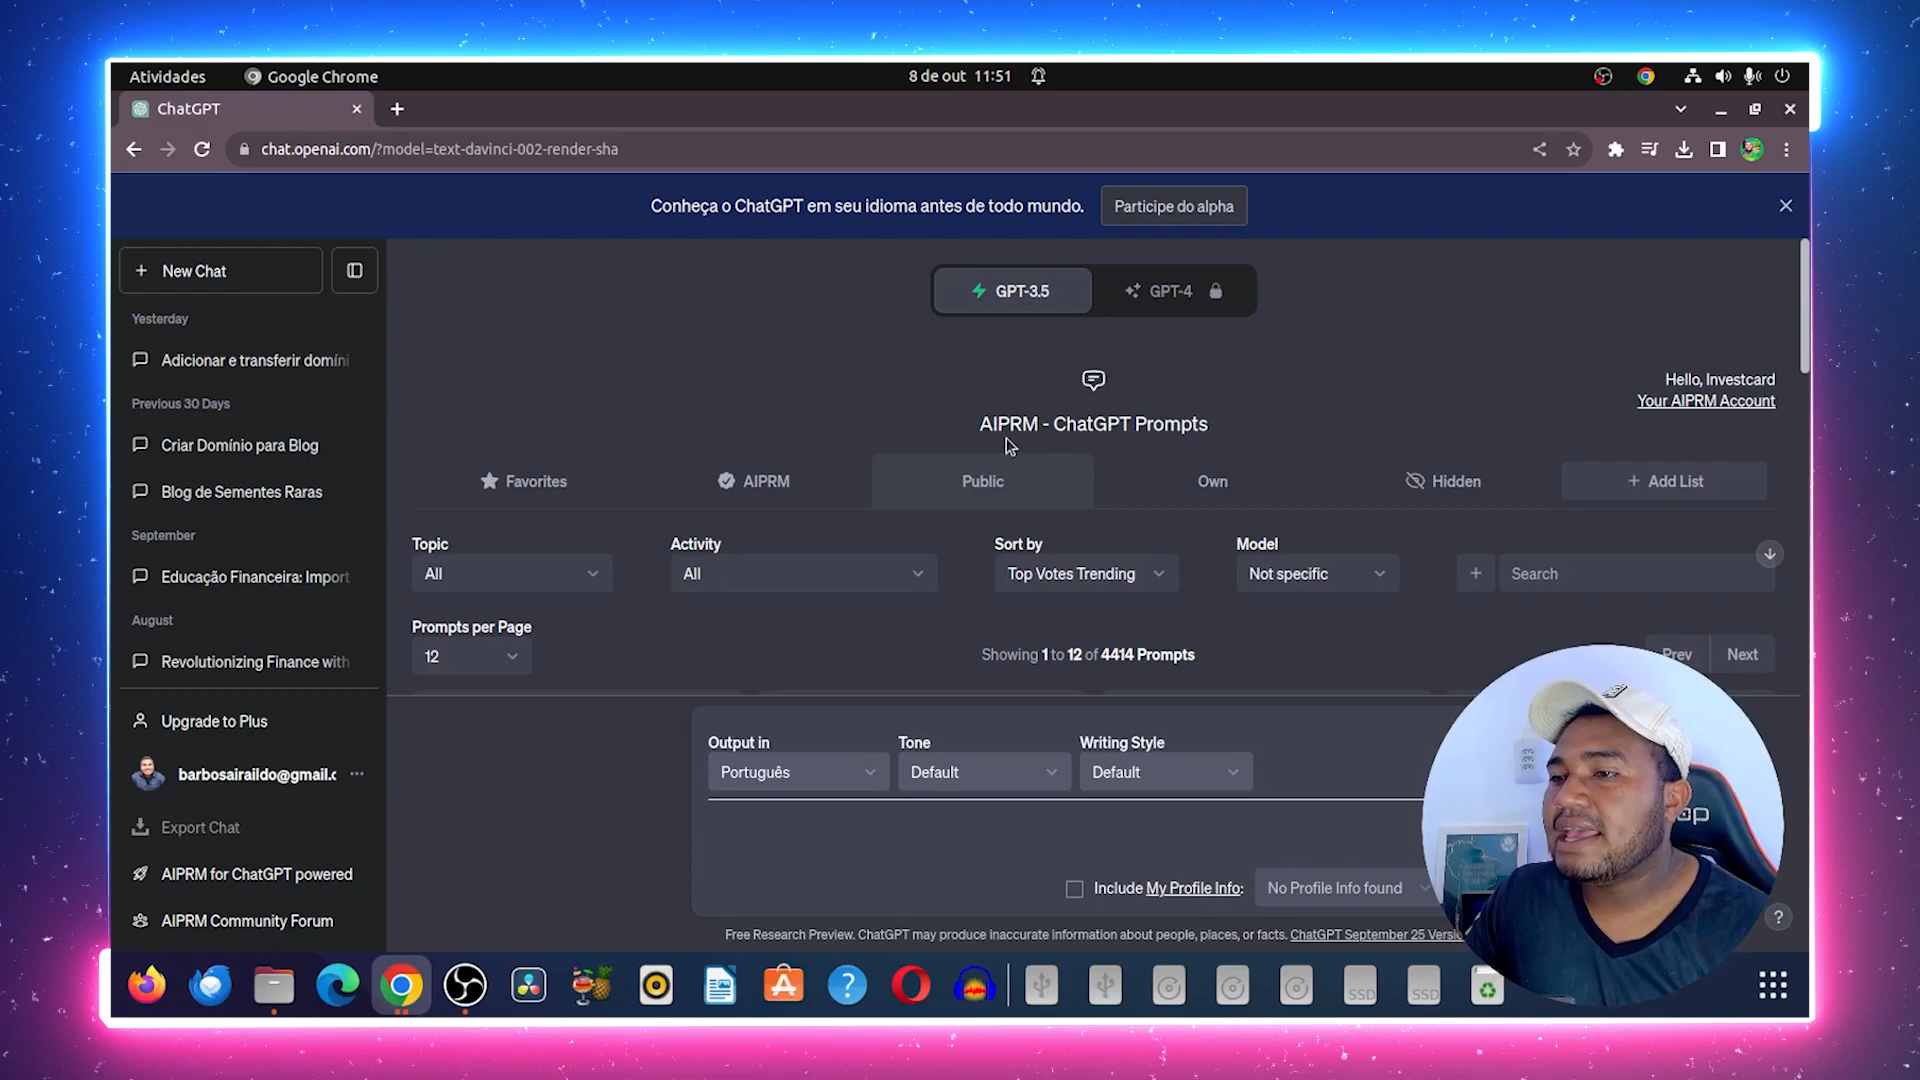 Atividades Google Chrome 8 de out 11:51
ChatGPT
chat.openai.com/?model=text-davinci-002-render-sha
Conheça o ChatGPT em seu idioma antes de todo mundo. Participe do alpha
New Chat
GPT-3.5 GPT-4
Yesterday
Adicionar e transferir domíni
Previous 30 Days
Criar Domínio para Blog
Blog de Sementes Raras
September
Educação Financeira: Import
August
Revolutionizing Finance with
Upgrade to Plus
barbosairaildo@gmail.c ...
Export Chat
AIPRM for ChatGPT powered
AIPRM Community Forum
Hello, Investcard
Your AIPRM Account
AIPRM - ChatGPT Prompts
Favorites AIPRM Public Own Hidden + Add List
Topic Activity Sort by Model
All All Top Votes Trending Not specific + Search
Prompts per Page
12 Showing 1 to 12 of 4414 Prompts Prev Next
Output in Tone Writing Style
Português Default Default
Include My Profile Info: No Profile Info found
Free Research Preview. ChatGPT may produce inaccurate information about people, places, or facts. ChatGPT September 25 Versi
?
SSD SSD